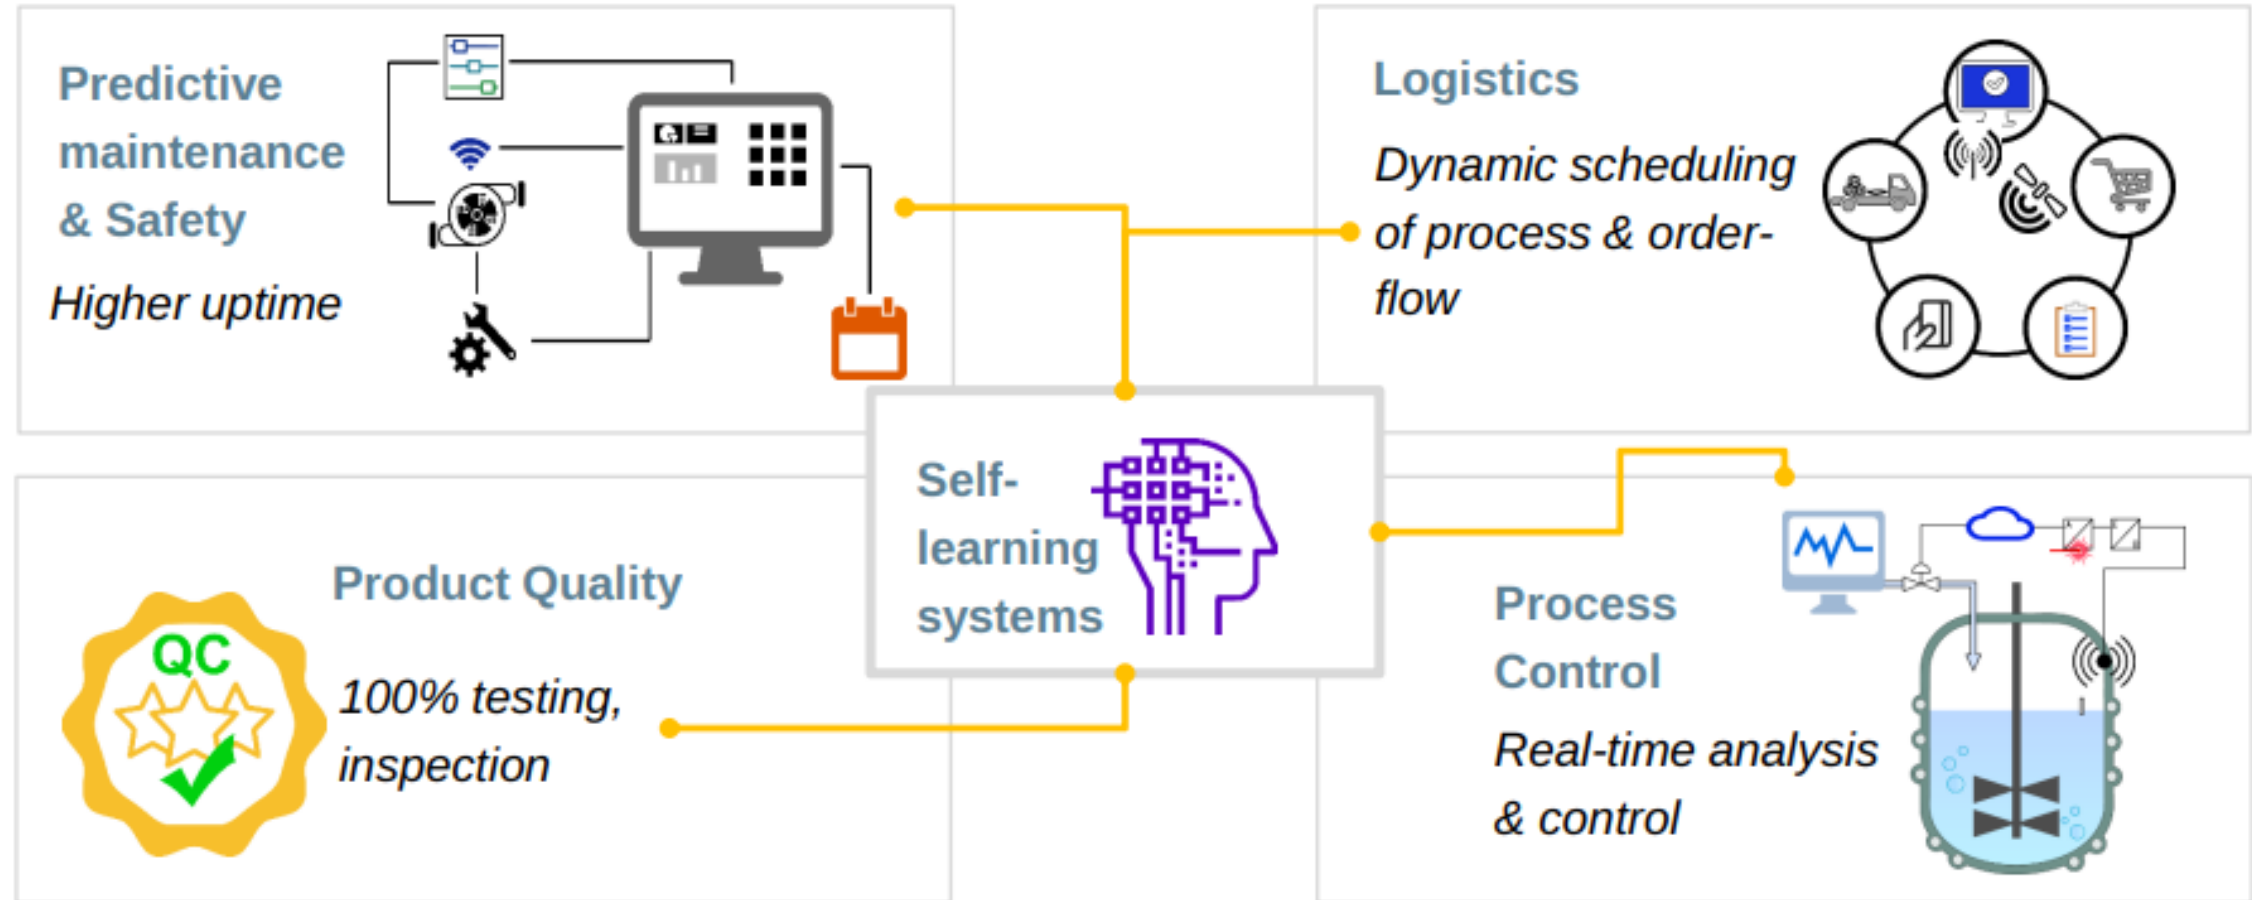 Predictive
maintenance
& Safety
Higher uptime
Logistics
Dynamic scheduling
of process & order-
flow
Self-
learning
systems
Product Quality
QC
100% testing,
inspection
Process
Control
Real-time analysis
& control